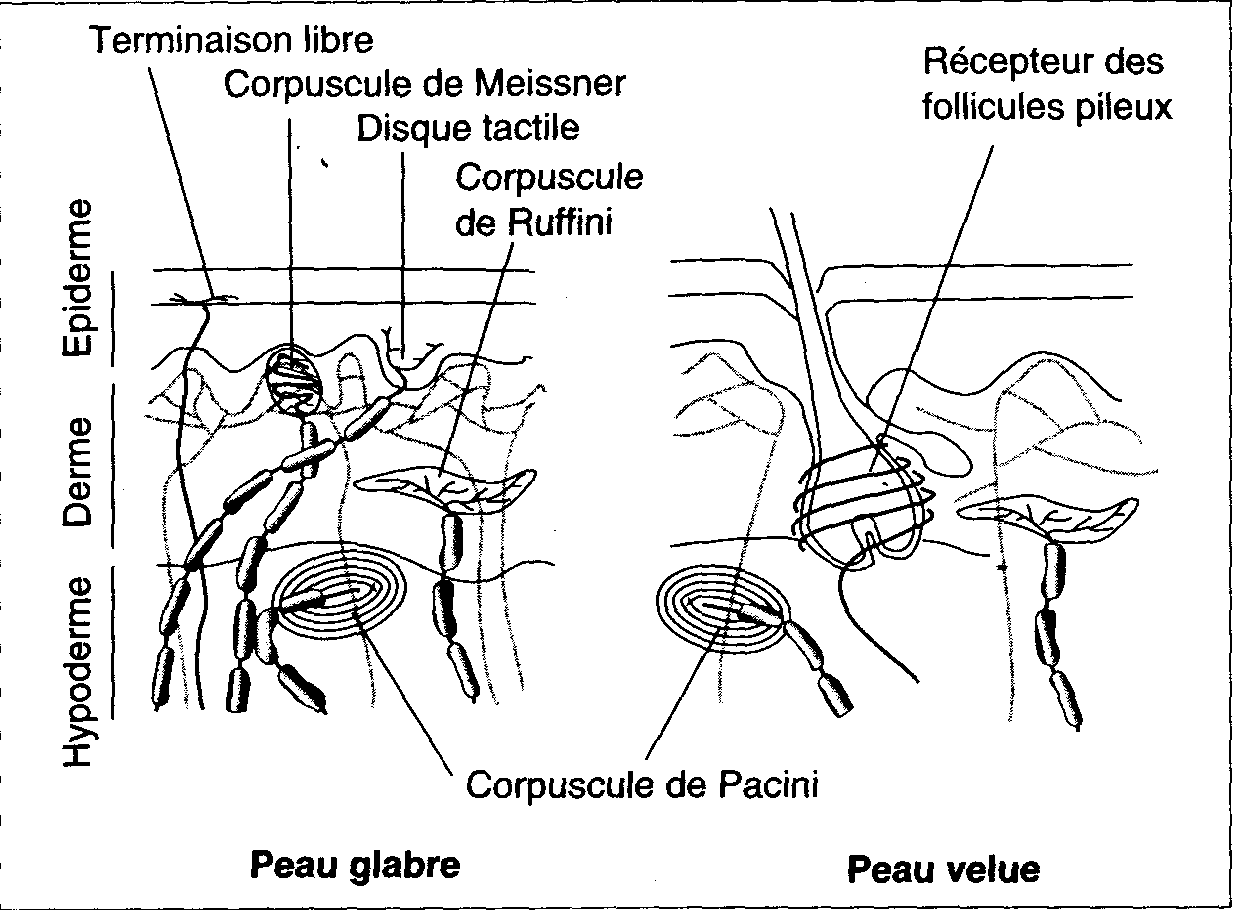 Terminaison libre
Corpuscule de Meissner
Disque tactile
Corpuscule
de Ruffini
Récepteur des
follicules pileux
Epiderme
Derme
Hypoderme
Corpuscule de Pacini
Peau glabre
Peau velue